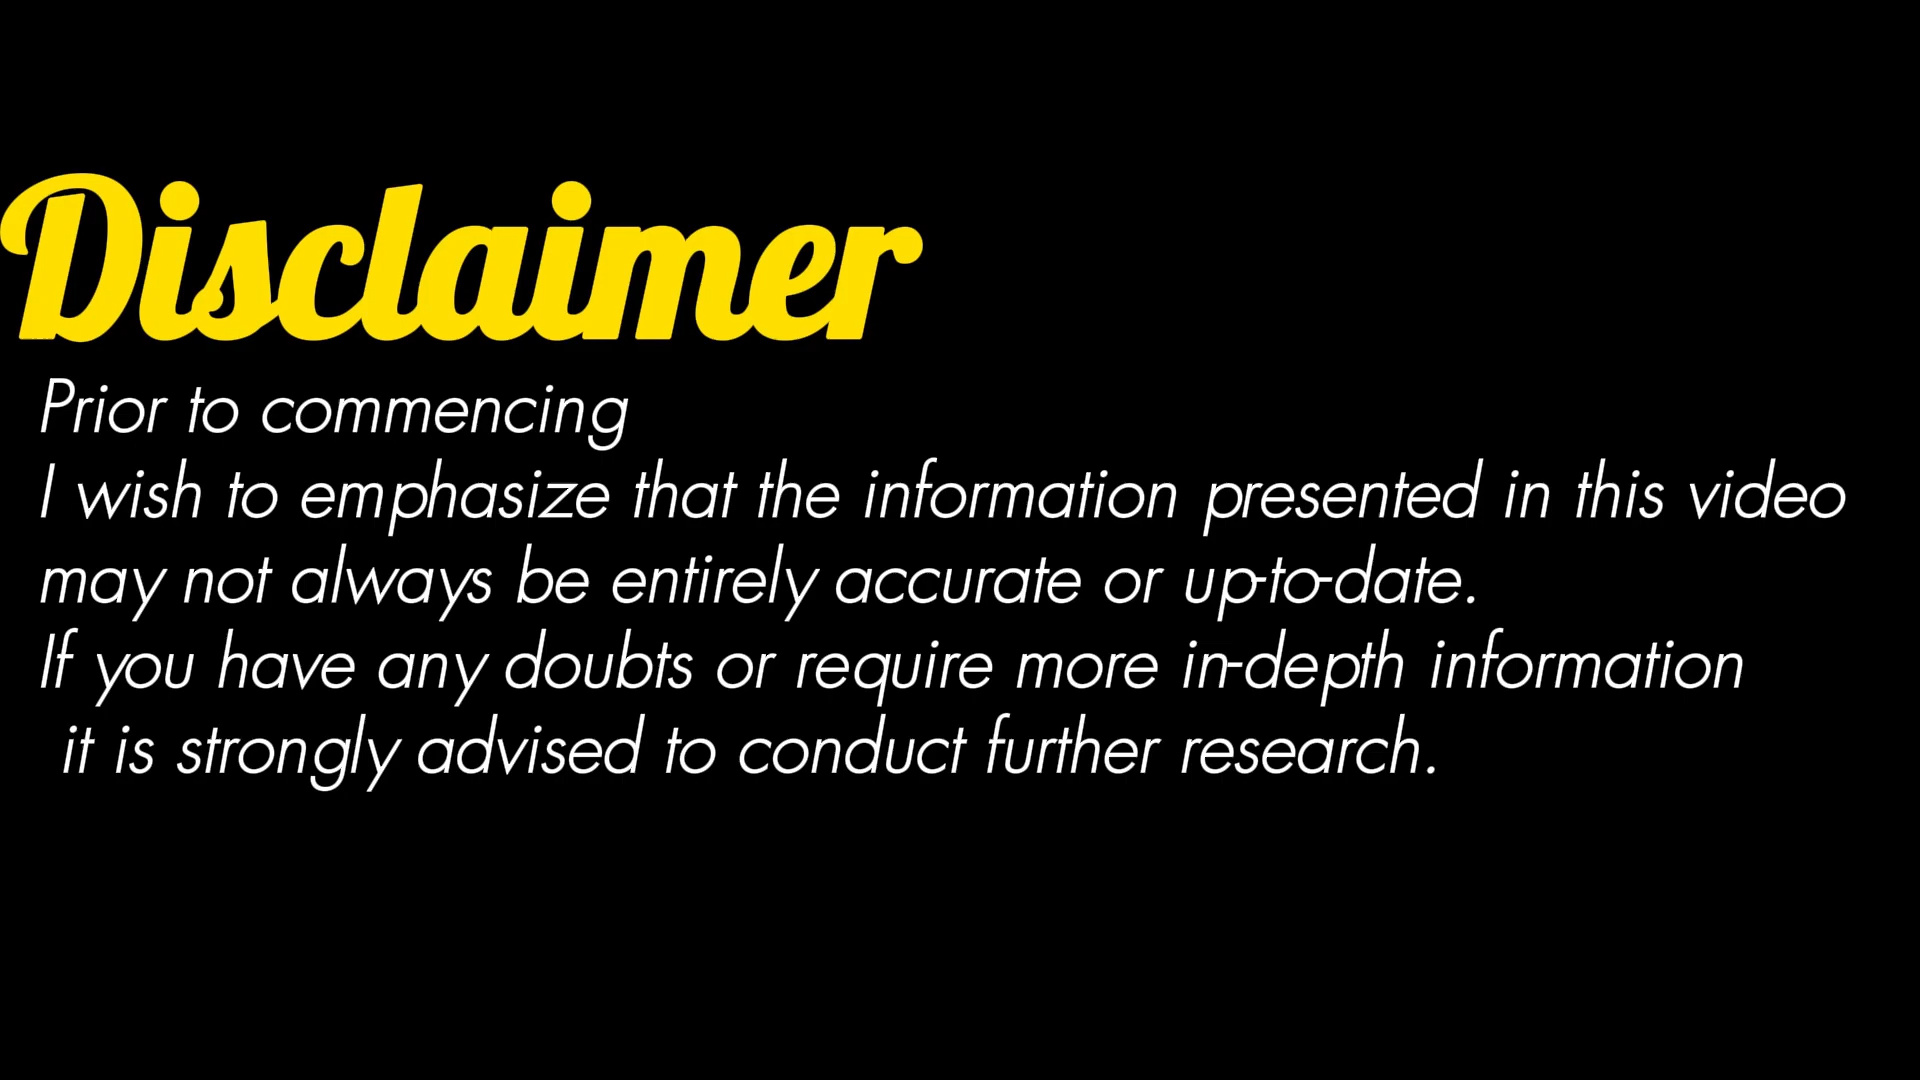 Disclaimer
Prior to commencing
I wish to emphasize that the information presented in this video
may not always be entirely accurate or up-to-date.
If you have any doubts or require more in-depth information
it is strongly advised to conduct further research.